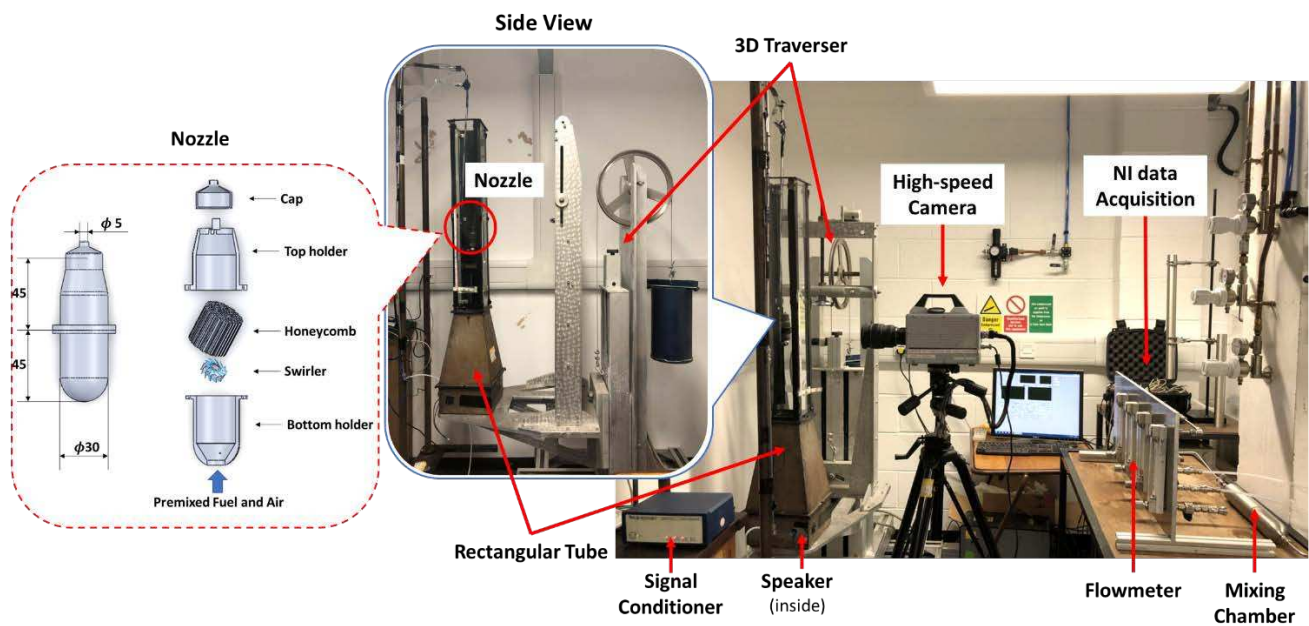 Side View
3D Traverser
Nozzle
Cap
ϕ 5
Top holder
45
Honeycomb
Swirler
45
Bottom holder
ϕ30
Premixed Fuel and Air
Nozzle
High-speed
Camera
NI data
Acquisition
Danger
Rectangular Tube
Signal
Conditioner
Speaker
(inside)
Flowmeter
Mixing
Chamber